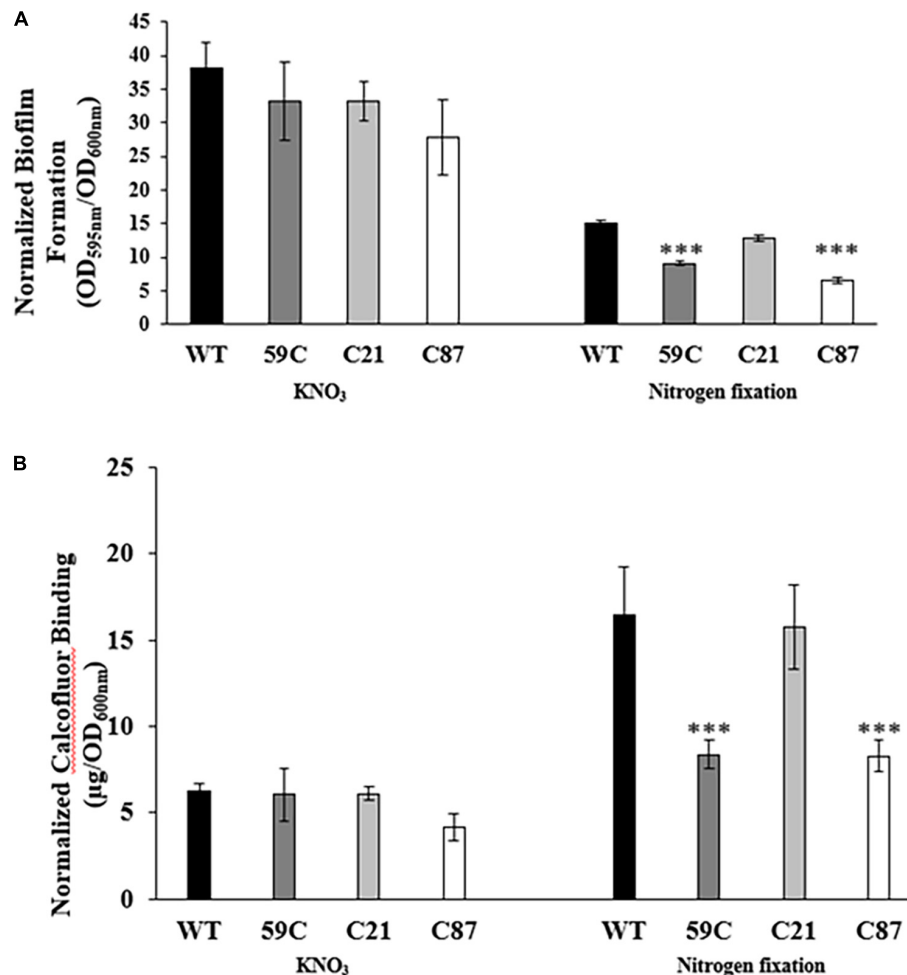 A
Normalized Biofilm
Formation
(OD595nm/OD600nm)
45
40
35
30
25
20
15
10
5
0
*** ***
WT 59C C21 C87 WT 59C C21 C87
KNO3 Nitrogen fixation
B
Normalized Calcofluor Binding
(µg/OD600nm)
25
20
15
10
5
0
*** ***
WT 59C C21 C87 WT 59C C21 C87
KNO3 Nitrogen fixation